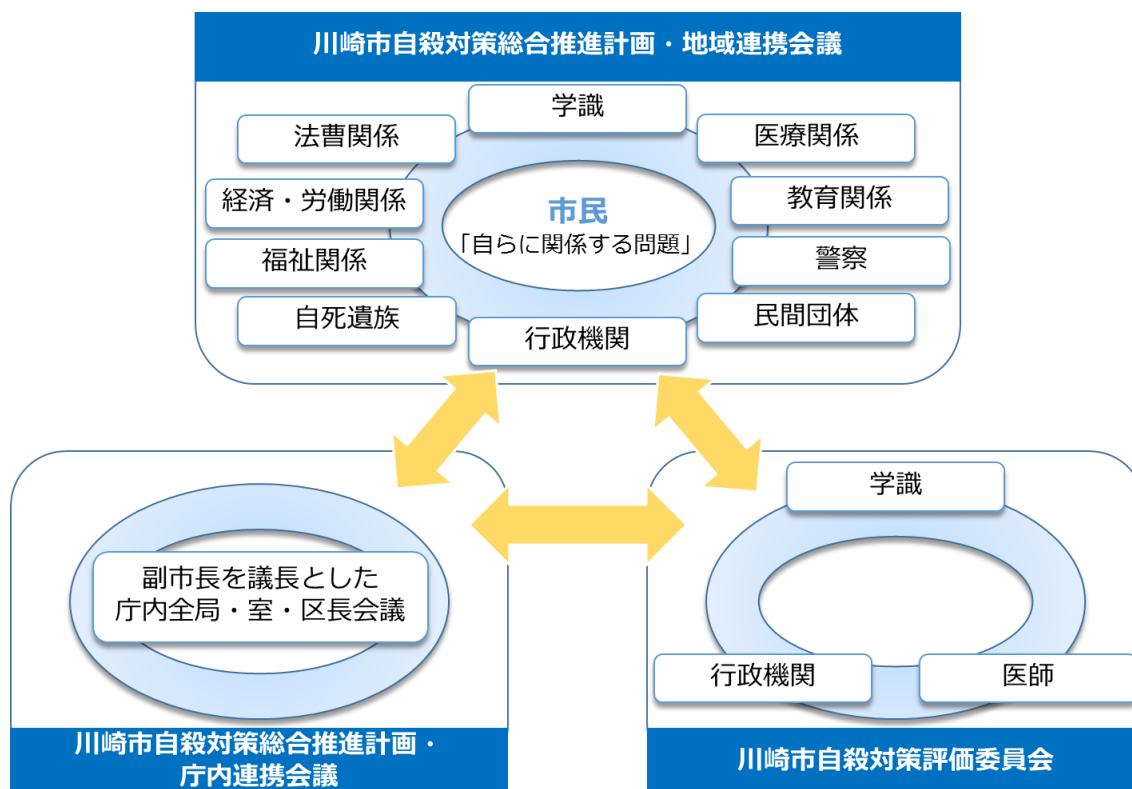 川崎市自殺対策総合推進計画・地域連携会議
学識
法曹関係
医療関係
経済・労働関係
教育関係
市民
「自らに関係する問題」
福祉関係
警察
自死遺族
民間団体
行政機関
副市長を議長とした
庁内全局・室・区長会議
川崎市自殺対策総合推進計画・
庁内連携会議
学識
行政機関
医師
川崎市自殺対策評価委員会